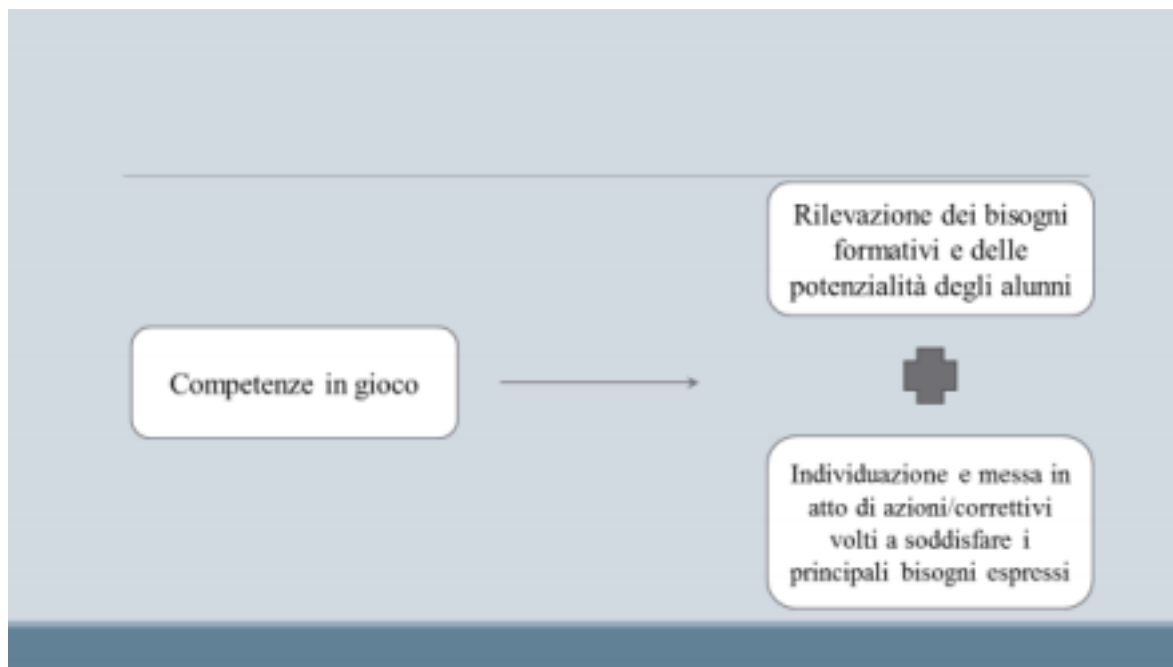 Competenze in gioco
Rilevazione dei bisogni
formativi e delle
potenzialità degli alunni
Individuazione e messa in
atto di azioni/correttivi
volti a soddisfare i
principali bisogni espressi